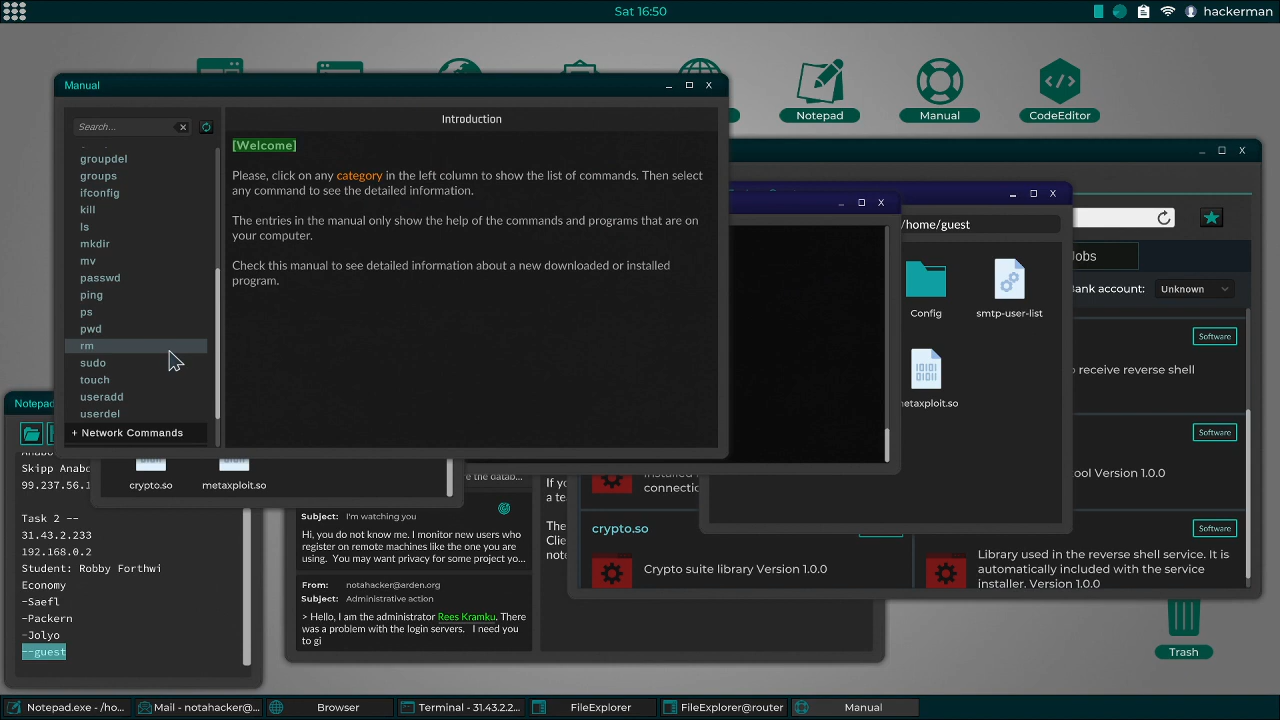 Sat 16:50
hackerman
Notepad
Manual
CodeEditor
Manual
Search...
groupdel
groups
ifconfig
kill
ls
mkdir
mv
passwd
ping
ps
pwd
rm
sudo
touch
useradd
userdel
+ Network Commands
Introduction
[Welcome]
Please, click on any category in the left column to show the list of commands. Then select
any command to see the detailed information.
The entries in the manual only show the help of the commands and programs that are on
your computer.
Check this manual to see detailed information about a new downloaded or installed
program.
/home/guest
Config
smtp-user-list
metaxploit.so
Jobs
Bank account:
Unknown
Software
o receive reverse shell
Software
ool Version 1.0.0
connection
crypto.so
Crypto suite library Version 1.0.0
Software
Library used in the reverse shell service. It is
automatically included with the service
installer. Version 1.0.0
Notepad
Skipp Anabo
99.237.56.1
Task 2 --
31.43.2.233
192.168.0.2
Student: Robby Forthwi
Economy
-Saefl
-Packern
-Jolyo
--guest
crypto.so
metaxploit.so
re the datab...
Subject: I'm watching you
Hi, you do not know me. I monitor new users who
register on remote machines like the one you are
using. You may want privacy for some project yo...
From: notahacker@arden.org
Subject: Administrative action
> Hello, I am the administrator Rees Kramku. There
was a problem with the login servers. I need you
to gi
If yo
a tea
The
Clie
note
Trash
Notepad.exe - /ho...
Mail - notahacker@...
Browser
Terminal - 31.43.2.2...
FileExplorer
FileExplorer@router
Manual